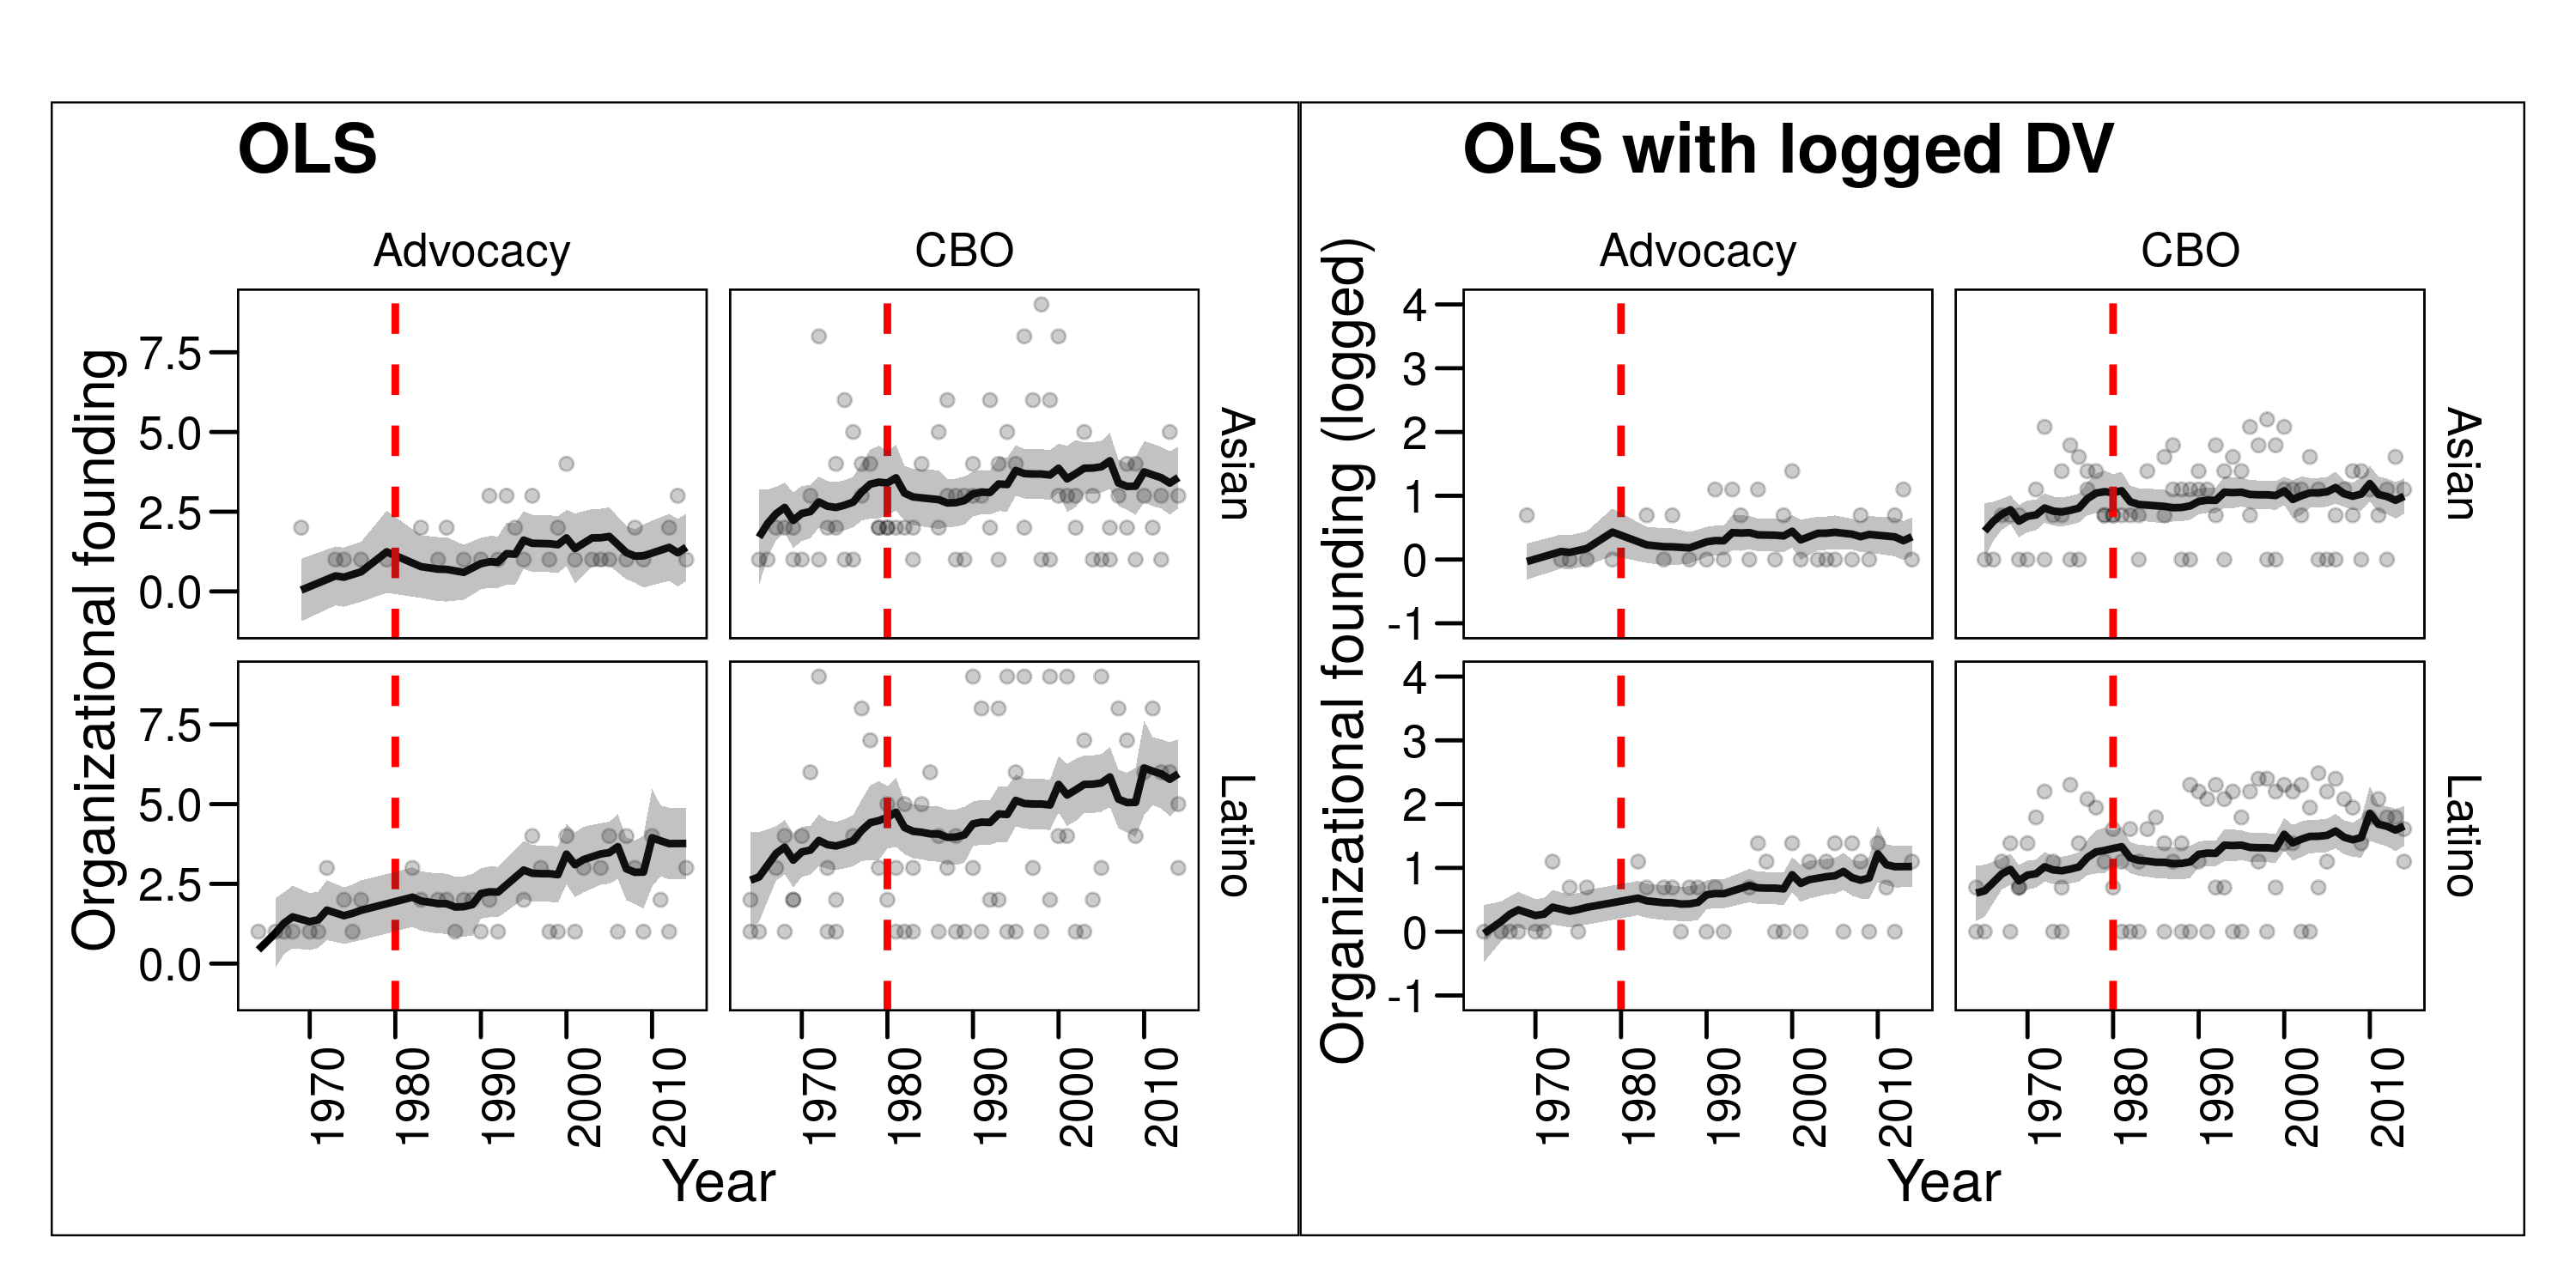 OLS
Advocacy
CBO
Organizational founding
7.5
5.0
2.5
0.0
Asian
7.5
5.0
2.5
0.0
Latino
1970
1980
1990
2000
2010
1970
1980
1990
2000
2010
Year
OLS with logged DV
Advocacy
CBO
Organizational founding (logged)
4
3
2
1
0
-1
Asian
4
3
2
1
0
-1
Latino
1970
1980
1990
2000
2010
1970
1980
1990
2000
2010
Year